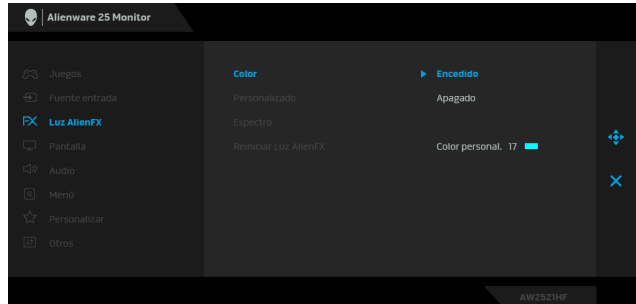 Alienware 25 Monitor
Juegos
Fuente entrada
FX Luz AlienFX
Pantalla
Audio
Menú
Personalizar
Otros
Color
Personalizado
Espectro
Reiniciar Luz AlienFX
Encedido
Apagado
Color personal. 17
AW2521HF